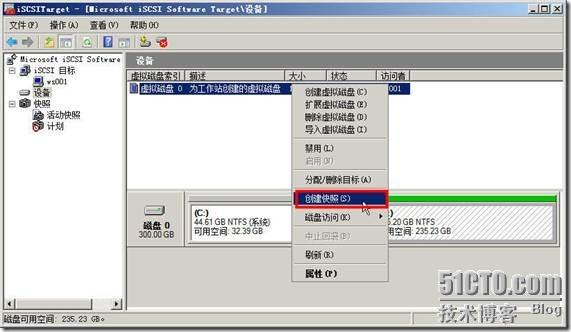 iSCSITarget - [Microsoft iSCSI Software Target\设备]
文件(F) 操作(A) 查看(V) 帮助(H)
Microsoft iSCSI Software
iSCSI 目标
ws001
设备
快照
活动快照
计划
设备
虚拟磁盘索引 描述 大小 状态 访问者
虚拟磁盘 0 为工作站创建的虚拟磁盘 001
创建虚拟磁盘(C)
扩展虚拟磁盘(E)
删除虚拟磁盘(D)
导入虚拟磁盘(I)
禁用(L)
启用(N)
分配/删除目标(A)
创建快照(S)
磁盘访问(K)
中止回滚(B)
刷新(R)
属性(P)
磁盘 0
300.00 GB
(C:)
44.61 GB NTFS (系统)
可用空间: 32.39 GB
:)
.20 GB NTFS
: 235.23 GB
磁盘可用空间: 235.23 GB。
51CTO.com
技术博客 Blog